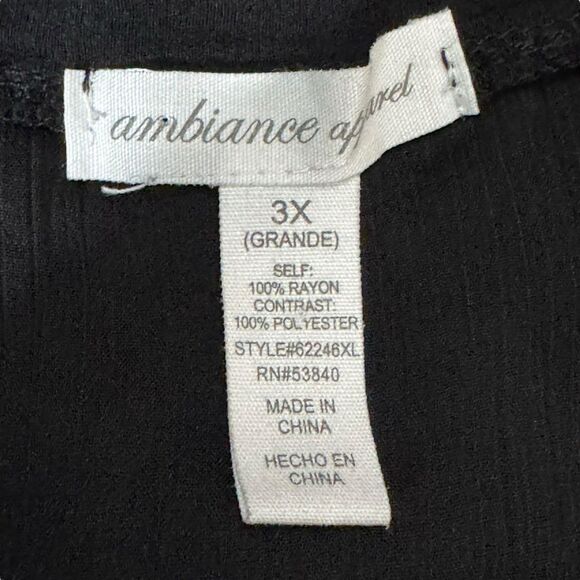 ambiance apparel
3X
(GRANDE)
SELF:
100% RAYON
CONTRAST:
100% POLYESTER
STYLE#62246XL
RN#53840
MADE IN
CHINA
HECHO EN
CHINA